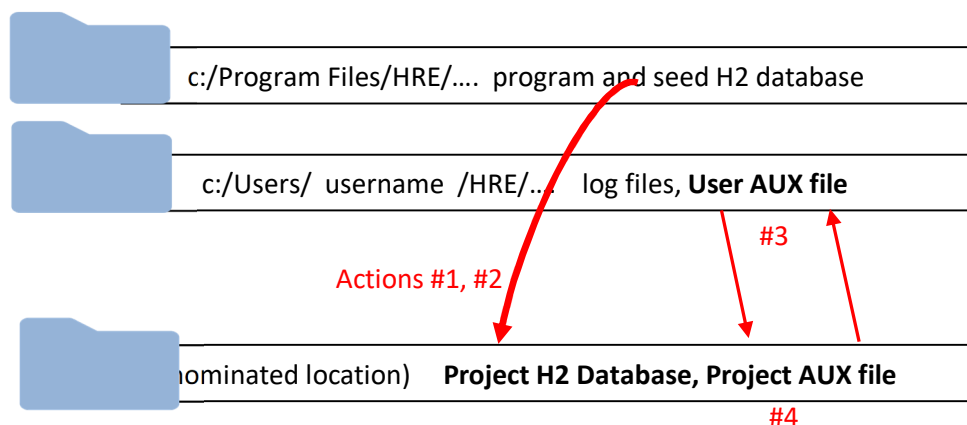 c:/Program Files/HRE/…. program and seed H2 database
c:/Users/ username /HRE/…. log files, User AUX file
#3
Actions #1, #2
nominated location) Project H2 Database, Project AUX file
#4